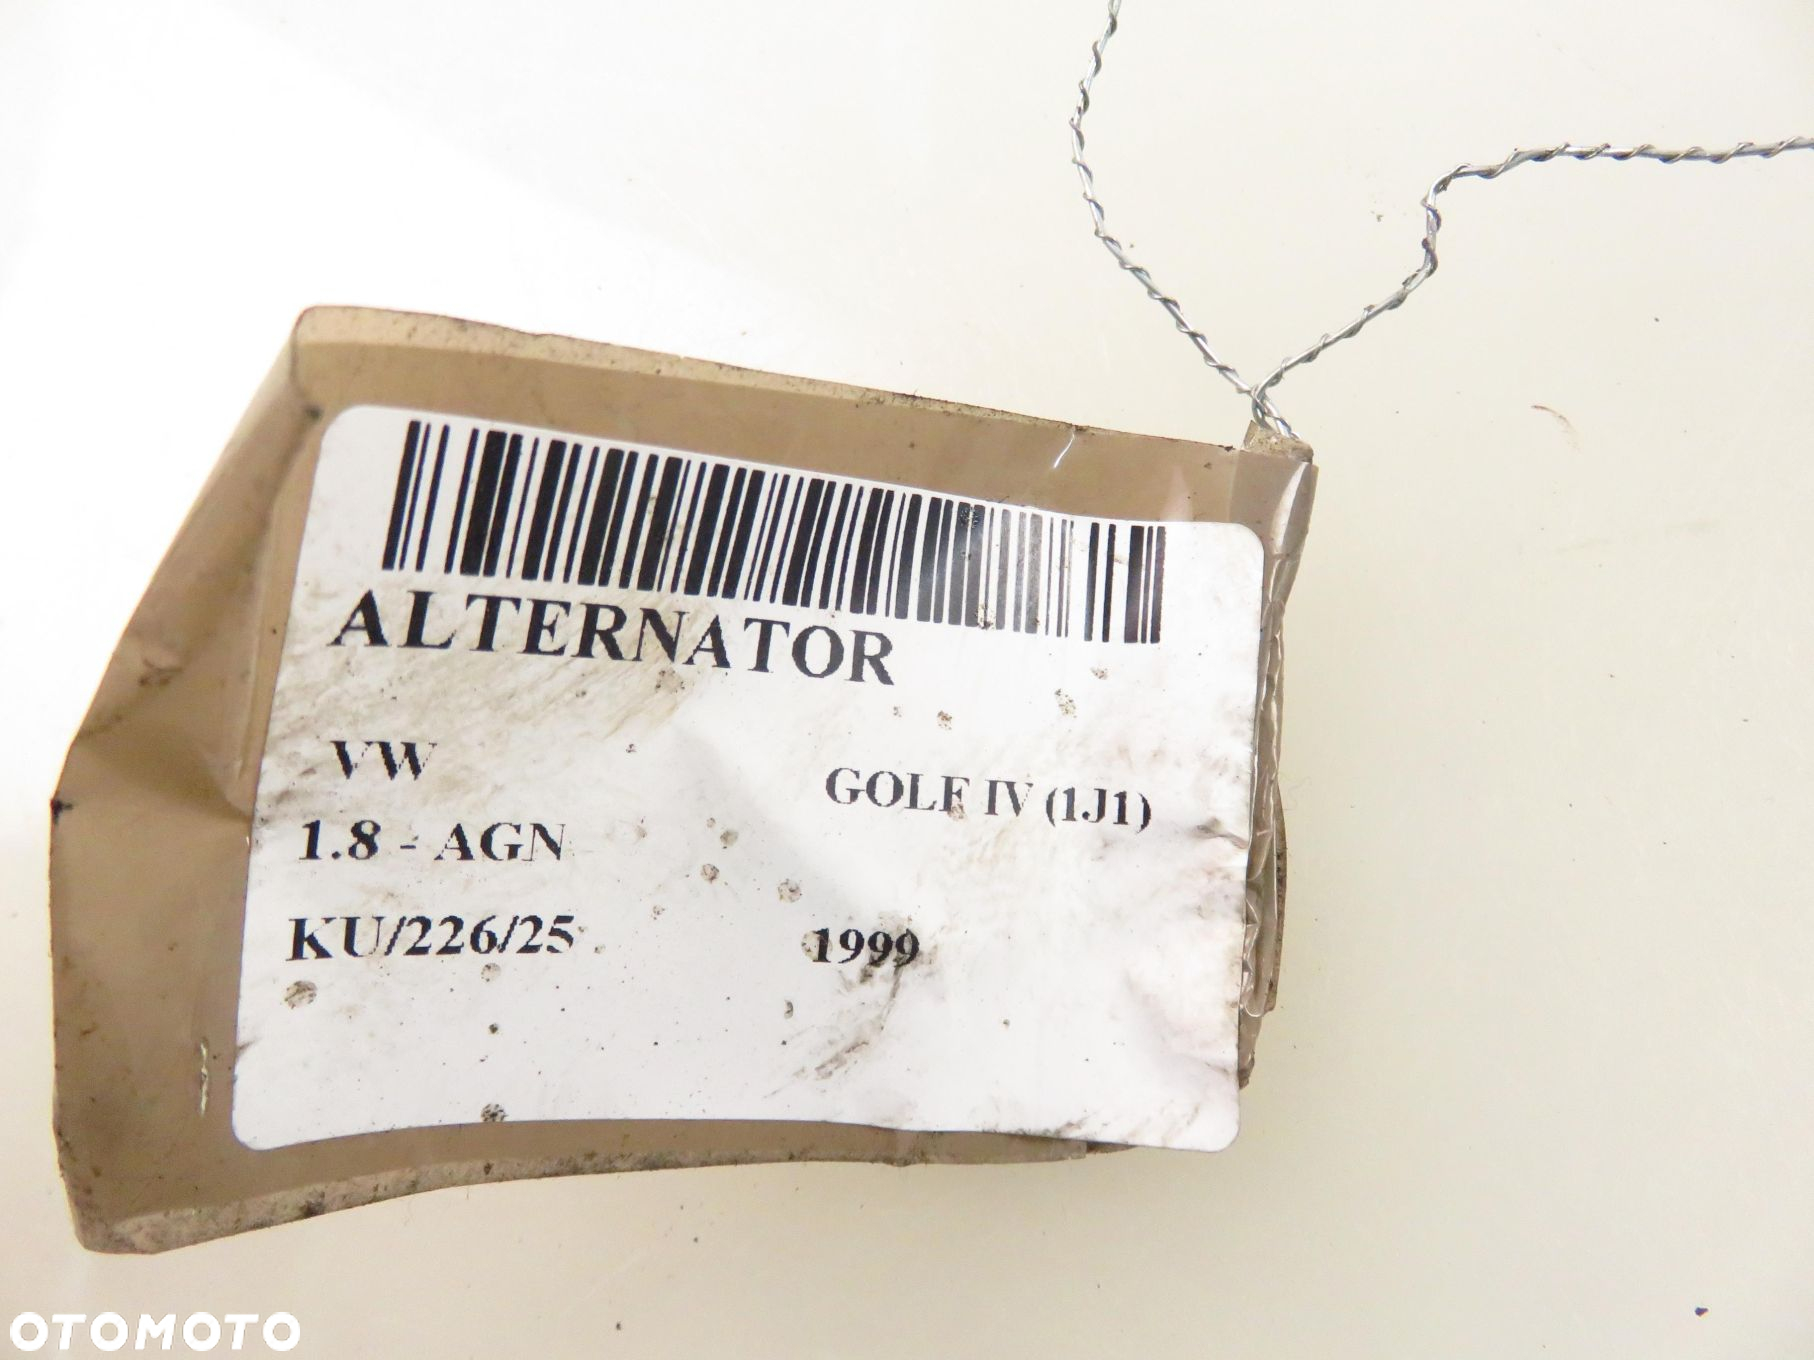 ALTERNATOR
VW GOLF IV (1J1)
1.8 - AGN
KU/226/25 1999
OTOMOTO